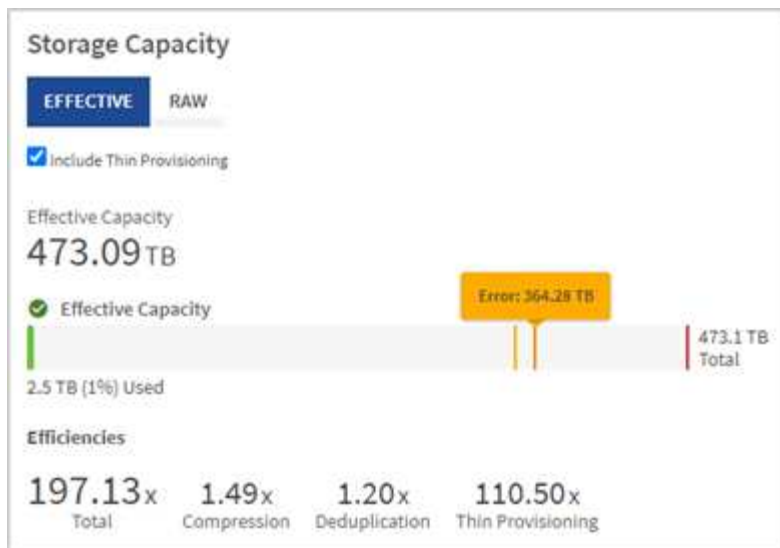 Storage Capacity
EFFECTIVE RAW
Include Thin Provisioning
Effective Capacity
473.09 TB
Error: 364.28 TB
Effective Capacity
473.1 TB
Total
2.5 TB (1%) Used
Efficiencies
197.13x 1.49x 1.20x 110.50x
Total Compression Deduplication Thin Provisioning